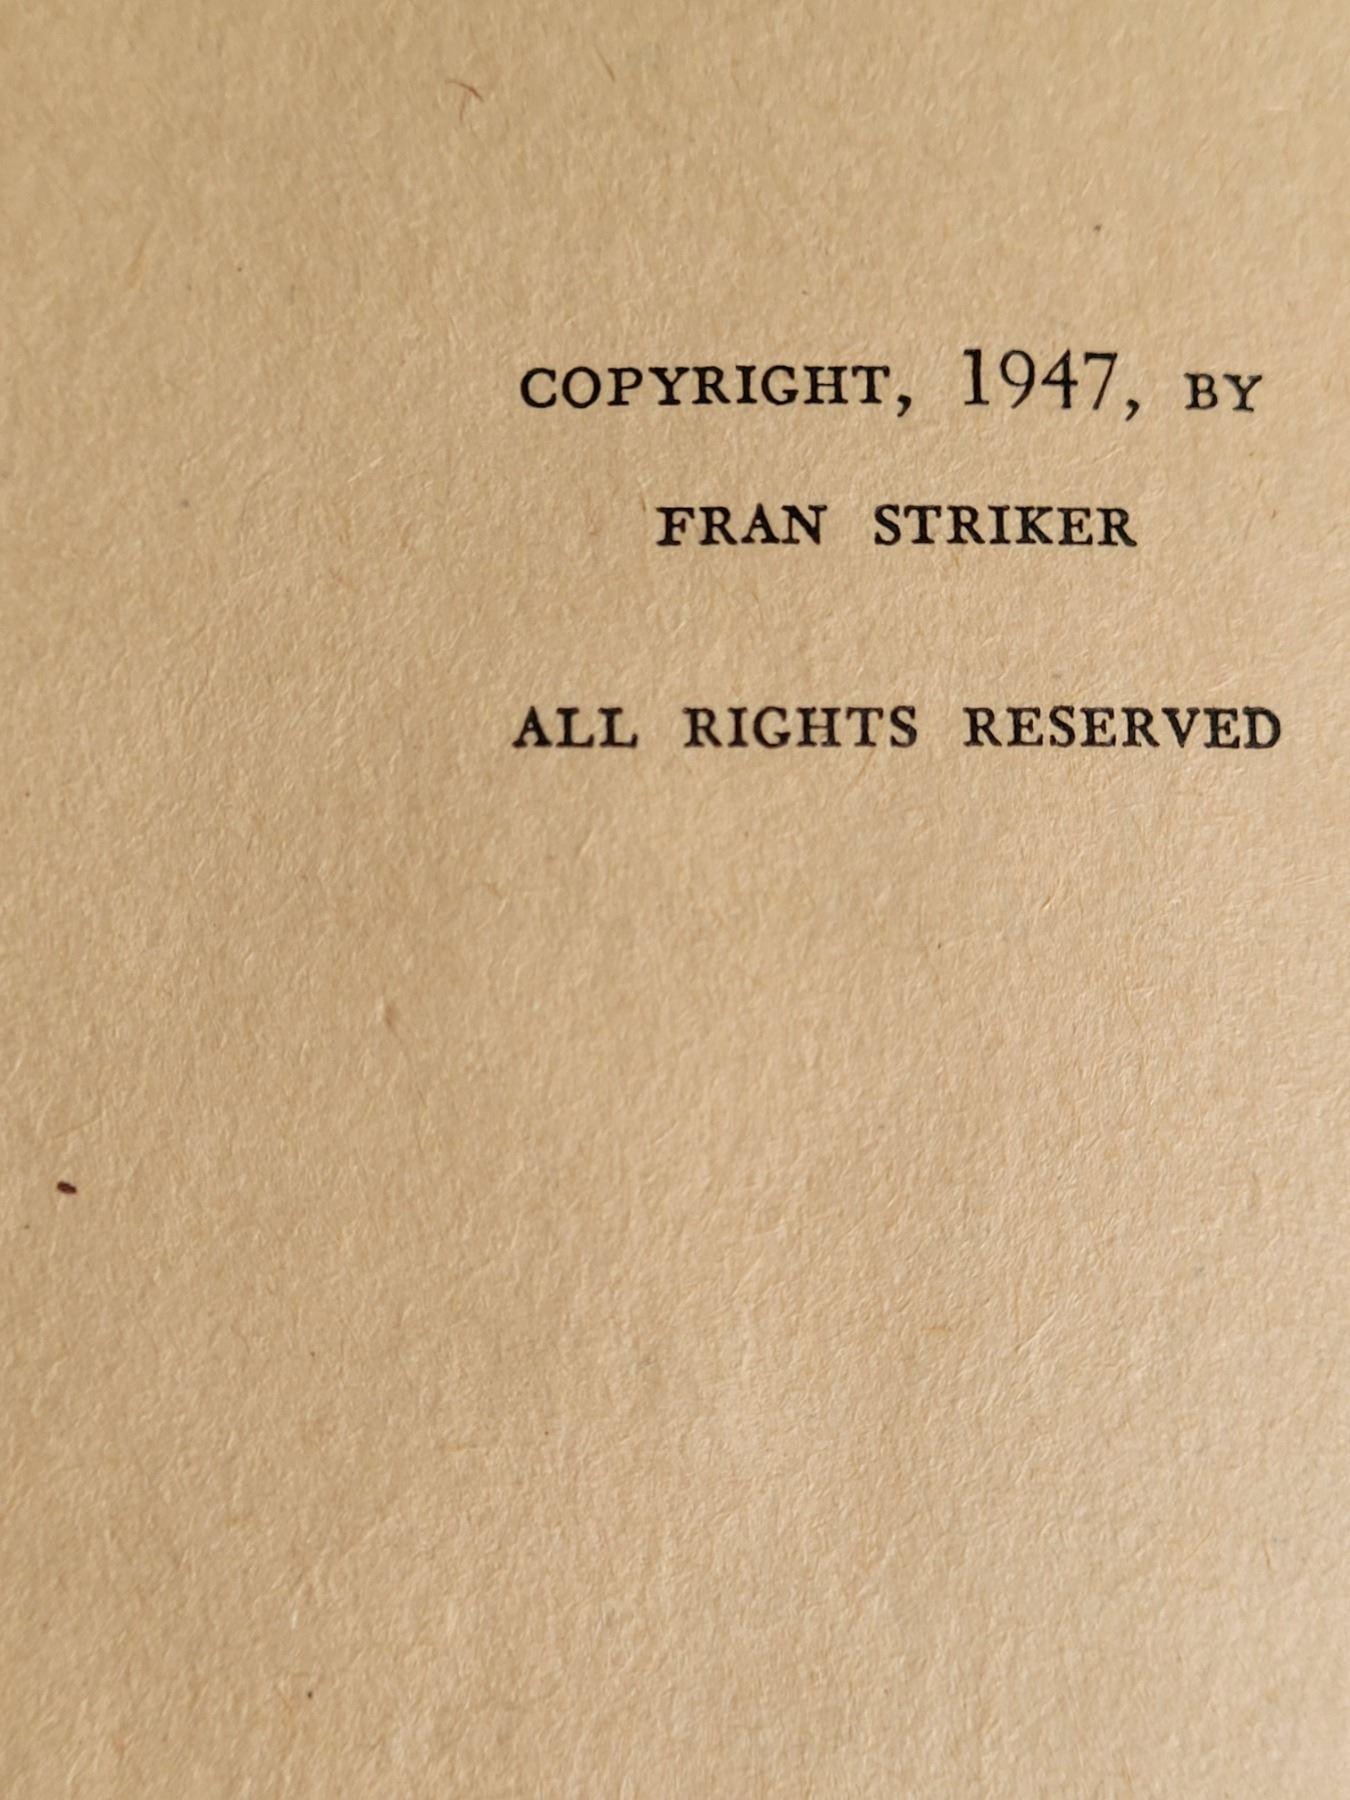 COPYRIGHT, 1947, BY
FRAN STRIKER
ALL RIGHTS RESERVED